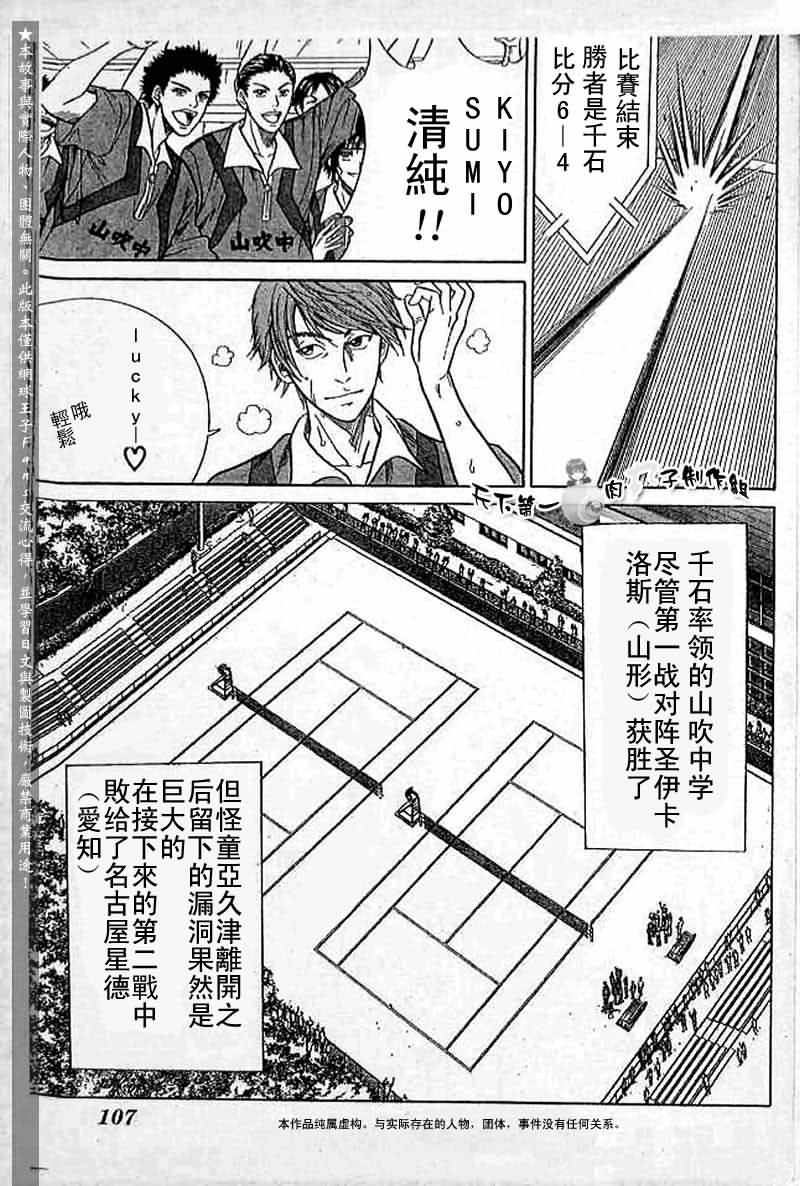 比賽結束
勝者是千石
比分6—4
KIYO
SUMI
清純!!
山吹中
山吹中
lucky—♡
哦
輕鬆
天下第一
肉丸子制作組
千石率领的山吹中学
尽管第一战对阵圣伊卡
洛斯（山形）获胜了
但怪童亞久津離開之
后留下的漏洞果然是
巨大的
在接下來的第二戰中
敗给了名古屋星德
（愛知）
107
本作品纯属虚构。与实际存在的人物，团体，事件没有任何关系。
★本故事與實際人物、團體無關。此版本僅供網球王子Fans交流心得，並學習日文與製圖技術，嚴禁商業用途！